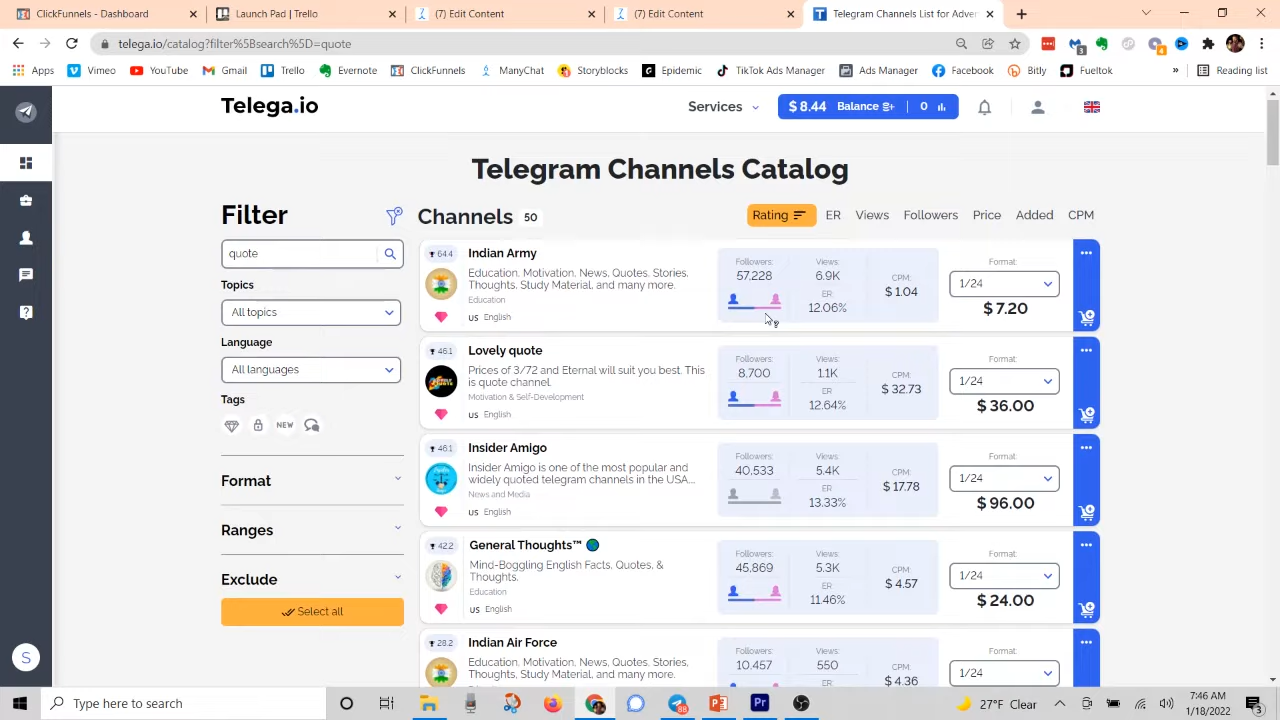 ClickFunnels - Dashboard
Launch Pad | Trello
(7) Edit Content
(7) Edit Content
Telegram Channels List for Adver
telega.io/catalog?filter%5Bsearch%5D=quote
3
4
Apps
Vimeo
YouTube
Gmail
Trello
Evernote
ClickFunnels
ManyChat
Storyblocks
Epidemic
TikTok Ads Manager
Ads Manager
Facebook
Bitly
Fueltok
»
Reading list
Telega.io
Services
$ 8.44 Balance
0
Telegram Channels Catalog
Filter
Channels 50
Rating
ER
Views
Followers
Price
Added
CPM
quote
Topics
All topics
Language
All languages
Tags
NEW
Format
Ranges
Exclude
Select all
64.4
Indian Army
Education, Motivation, News, Quotes, Stories,
Thoughts, Study Material, and many more.
Education
US English
Followers:
57,228
Views:
6.9K
ER:
12.06%
CPM:
$ 1.04
Format:
1/24
$ 7.20
46.1
Lovely quote
Prices of 3/72 and Eternal will suit you best. This
is quote channel.
Motivation & Self-Development
US English
Followers:
8,700
Views:
1.1K
ER
12.64%
CPM:
$ 32.73
Format:
1/24
$ 36.00
46.1
Insider Amigo
Insider Amigo is one of the most popular and
widely quoted telegram channels in the USA...
News and Media
US English
Followers:
40,533
Views:
5.4K
ER
13.33%
CPM:
$ 17.78
Format:
1/24
$ 96.00
42.2
General Thoughts™
Mind-Boggling English Facts, Quotes, &
Thoughts.
Education
US English
Followers:
45,869
Views:
5.3K
ER
11.46%
CPM:
$ 4.57
Format:
1/24
$ 24.00
28.2
Indian Air Force
Education, Motivation, News, Quotes, Stories,
Thoughts, Study Material, and many more.
Followers:
10,457
Views:
550
ER
CPM:
$ 4.36
Format:
1/24
S
Type here to search
88
27°F Clear
7:46 AM
1/18/2022
3